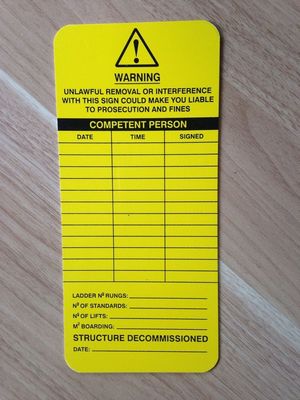 WARNING
UNLAWFUL REMOVAL OR INTERFERENCE
WITH THIS SIGN COULD MAKE YOU LIABLE
TO PROSECUTION AND FINES
COMPETENT PERSON
DATE TIME SIGNED
LADDER Nº RUNGS:
Nº OF STANDARDS:
Nº OF LIFTS:
M² BOARDING:
STRUCTURE DECOMMISSIONED
DATE: